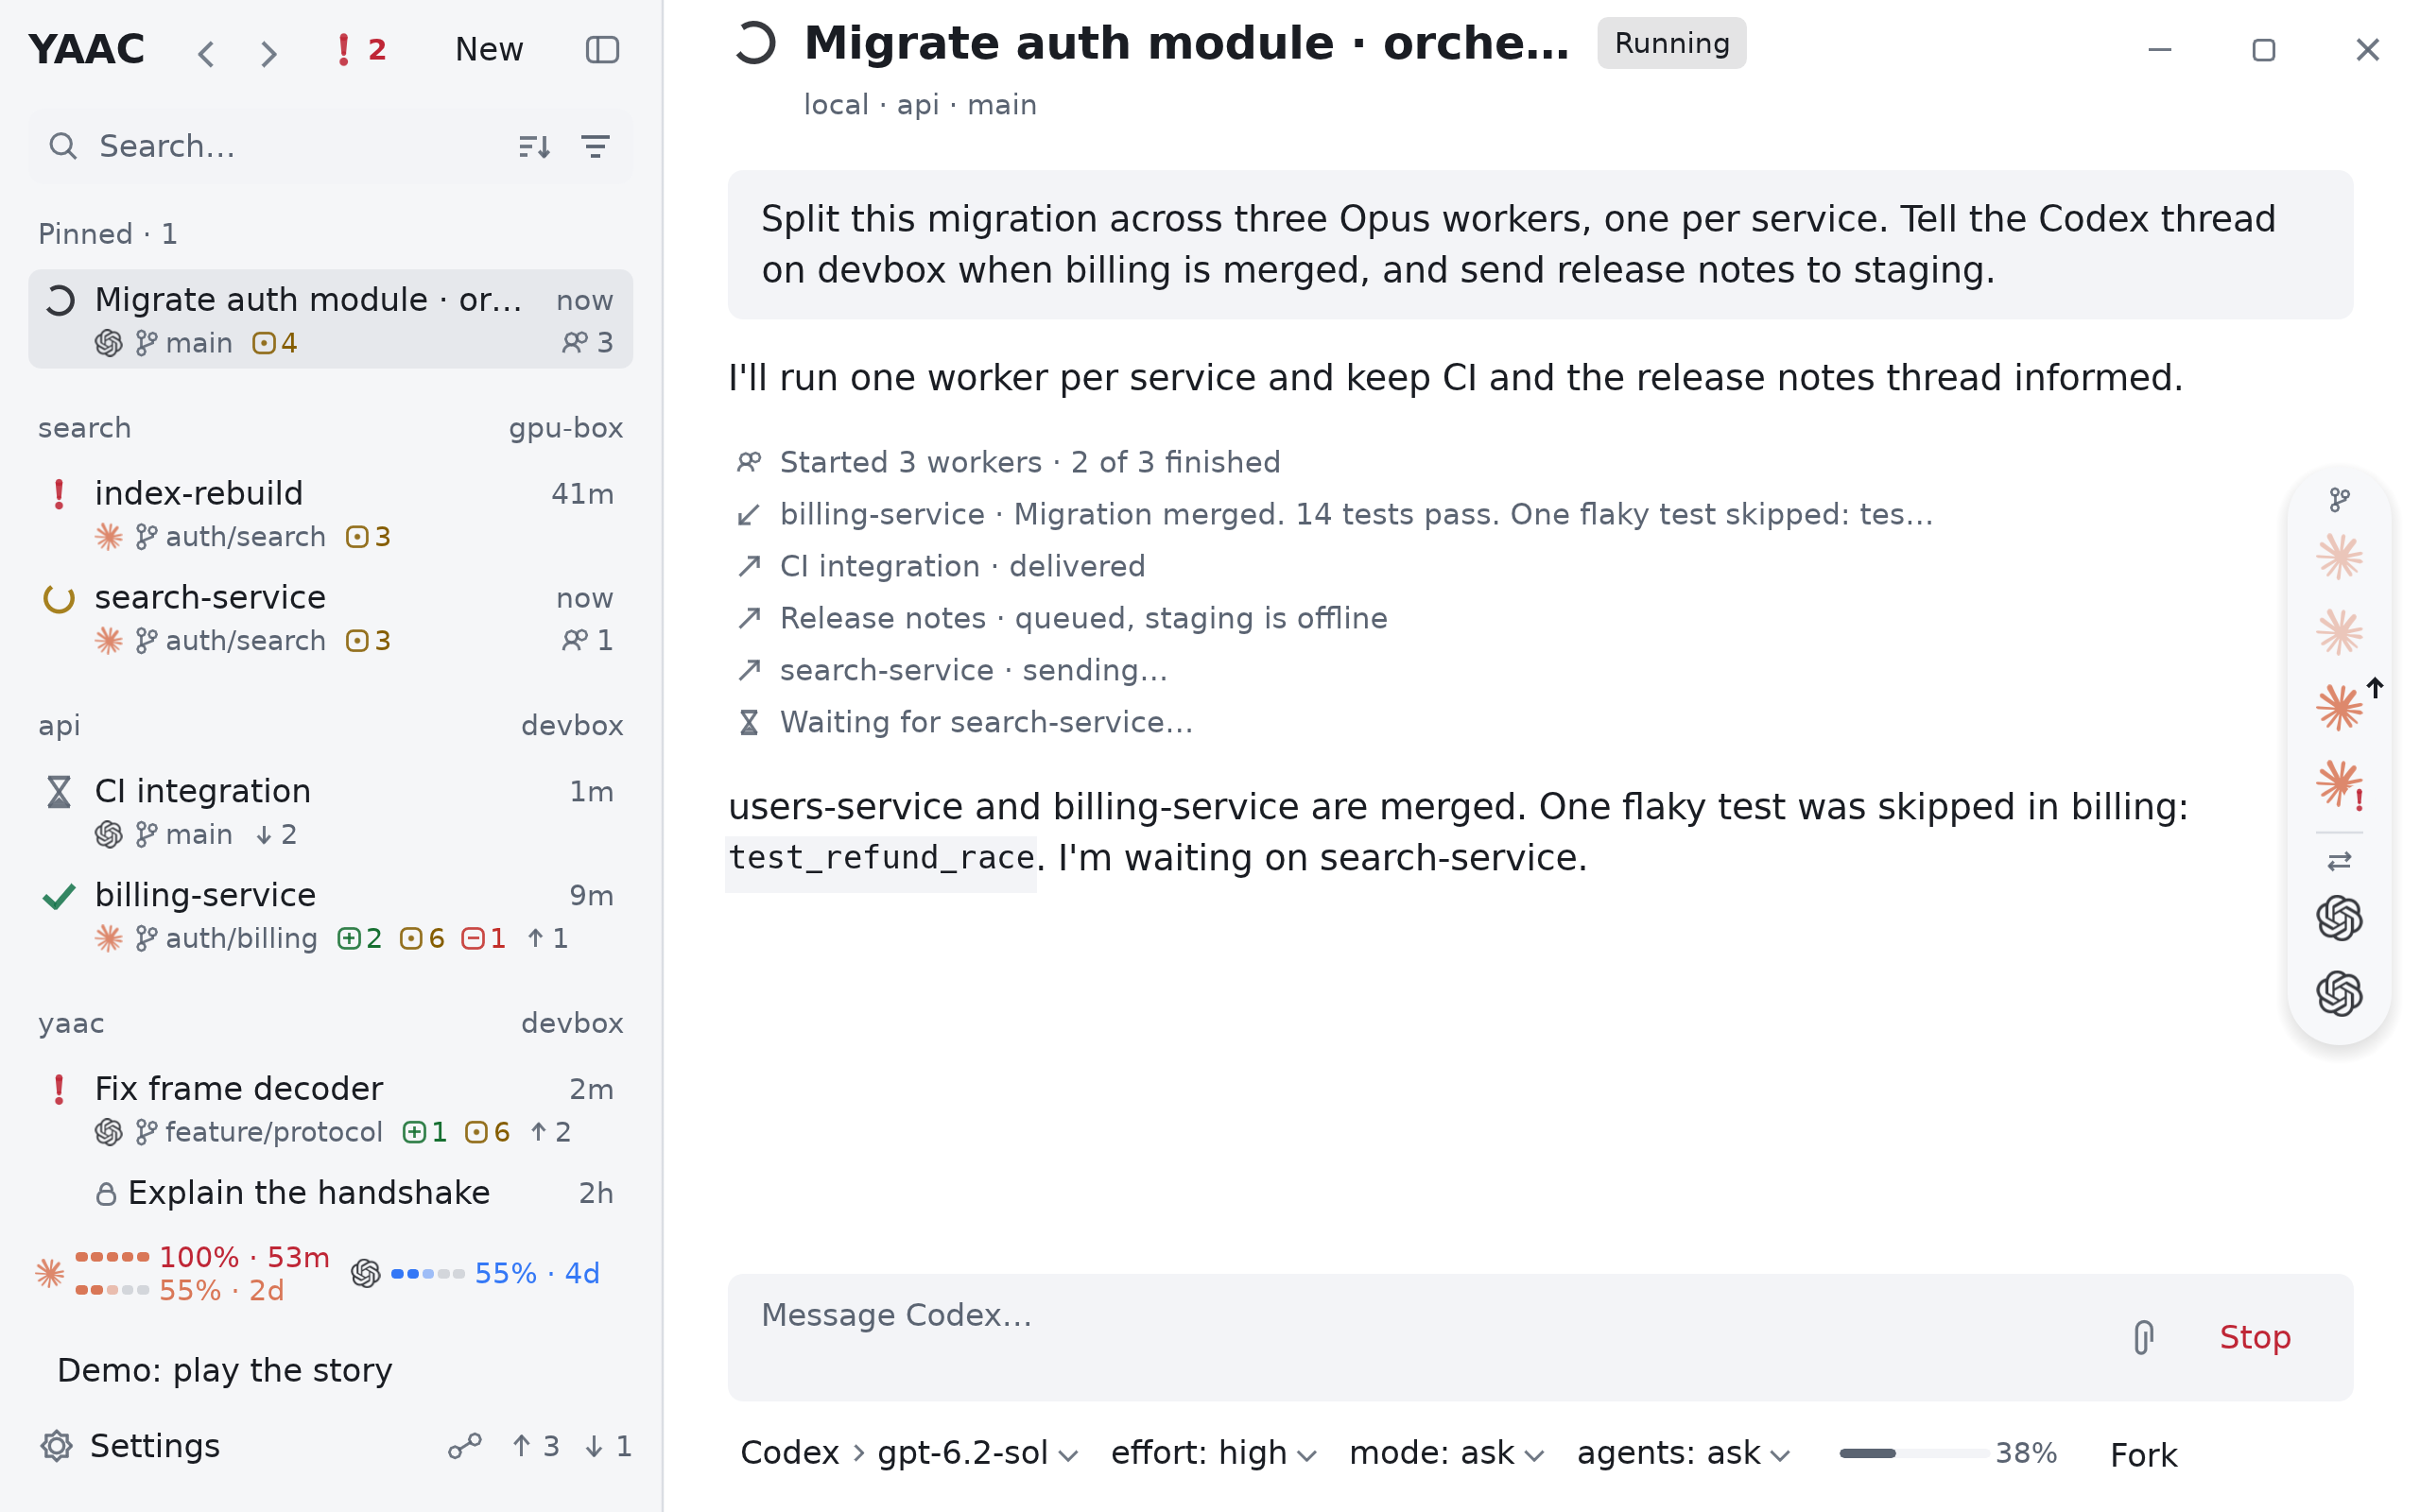 YAAC
2
New
Search…
Pinned · 1
Migrate auth module · or… now
main 4 3
search gpu-box
index-rebuild 41m
auth/search 3
search-service now
auth/search 3 1
api devbox
CI integration 1m
main ↓ 2
billing-service 9m
auth/billing 2 6 1 ↑ 1
yaac devbox
Fix frame decoder 2m
feature/protocol 1 6 ↑ 2
Explain the handshake 2h
100% · 53m
55% · 2d
55% · 4d
Demo: play the story
Settings ↑ 3 ↓ 1
Migrate auth module · orche… Running
local · api · main
Split this migration across three Opus workers, one per service. Tell the Codex thread
on devbox when billing is merged, and send release notes to staging.
I'll run one worker per service and keep CI and the release notes thread informed.
Started 3 workers · 2 of 3 finished
billing-service · Migration merged. 14 tests pass. One flaky test skipped: tes…
CI integration · delivered
Release notes · queued, staging is offline
search-service · sending…
Waiting for search-service…
users-service and billing-service are merged. One flaky test was skipped in billing:
test_refund_race. I'm waiting on search-service.
Message Codex…
Stop
Codex › gpt-6.2-sol effort: high mode: ask agents: ask 38% Fork